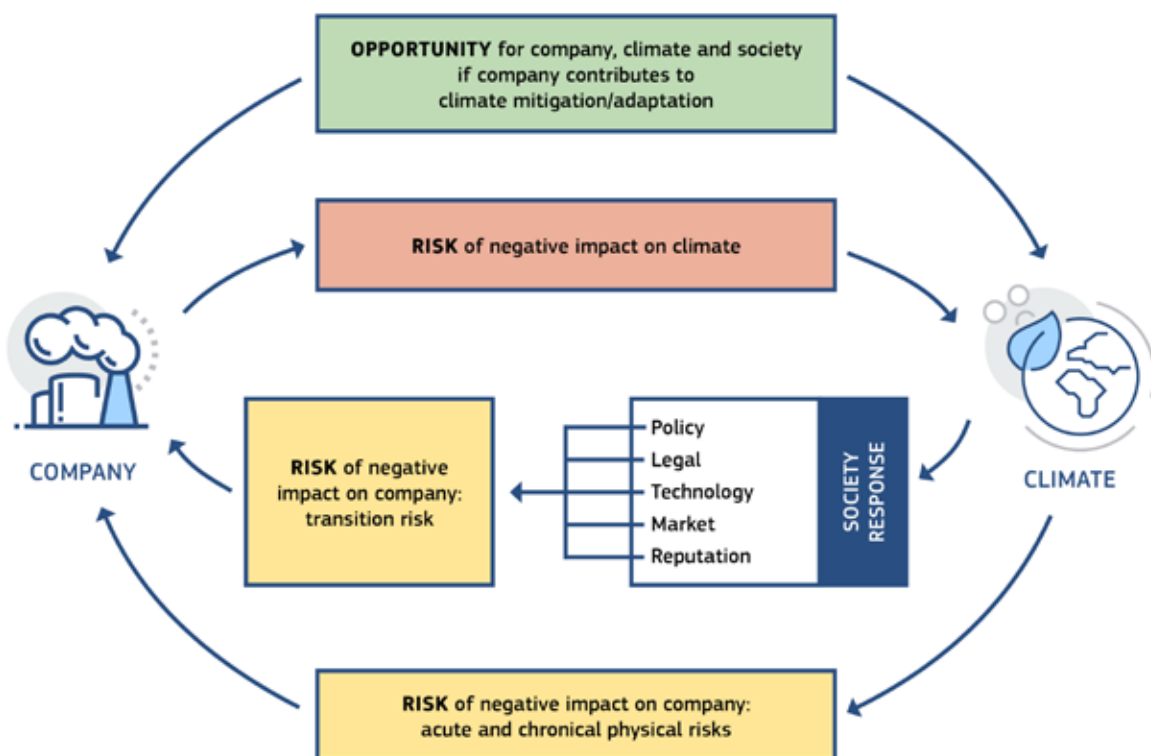 OPPORTUNITY for company, climate and society
if company contributes to
climate mitigation/adaptation
RISK of negative impact on climate
COMPANY
RISK of negative
impact on company:
transition risk
Policy
Legal
Technology
Market
Reputation
SOCIETY
RESPONSE
CLIMATE
RISK of negative impact on company:
acute and chronical physical risks